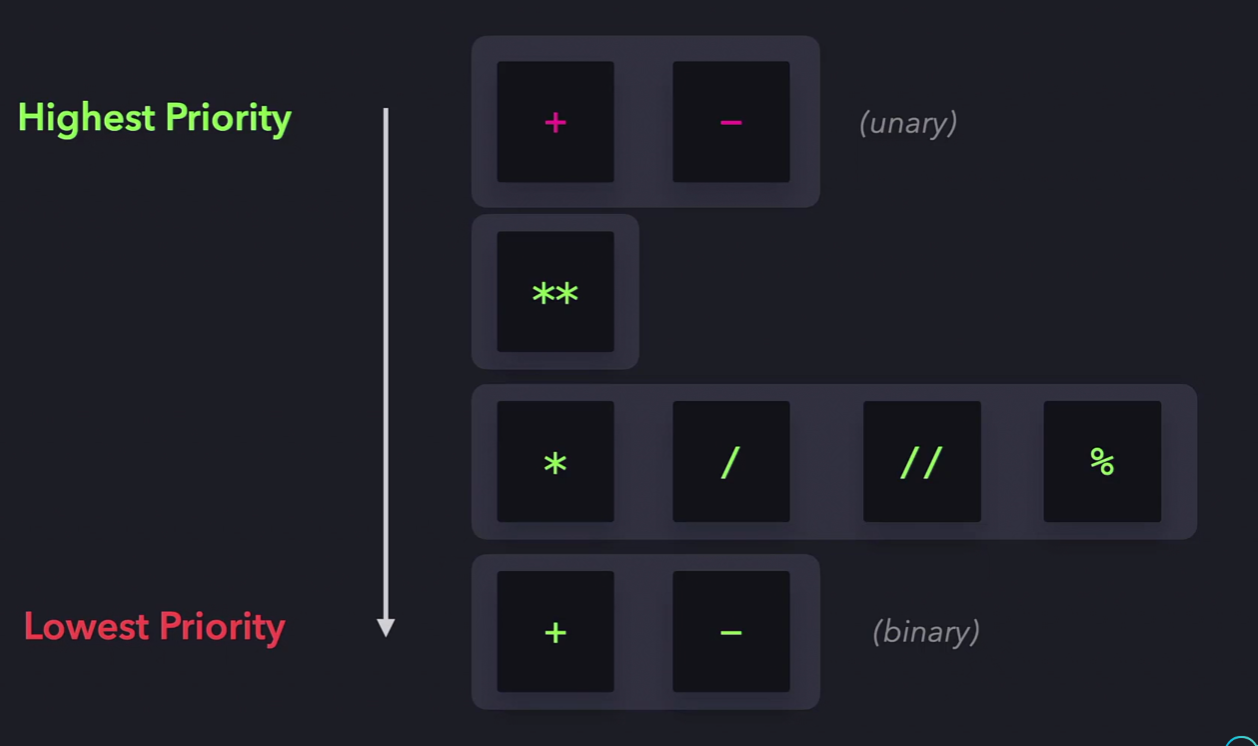 Highest Priority
+ - (unary)
**
* / // %
Lowest Priority
+ - (binary)